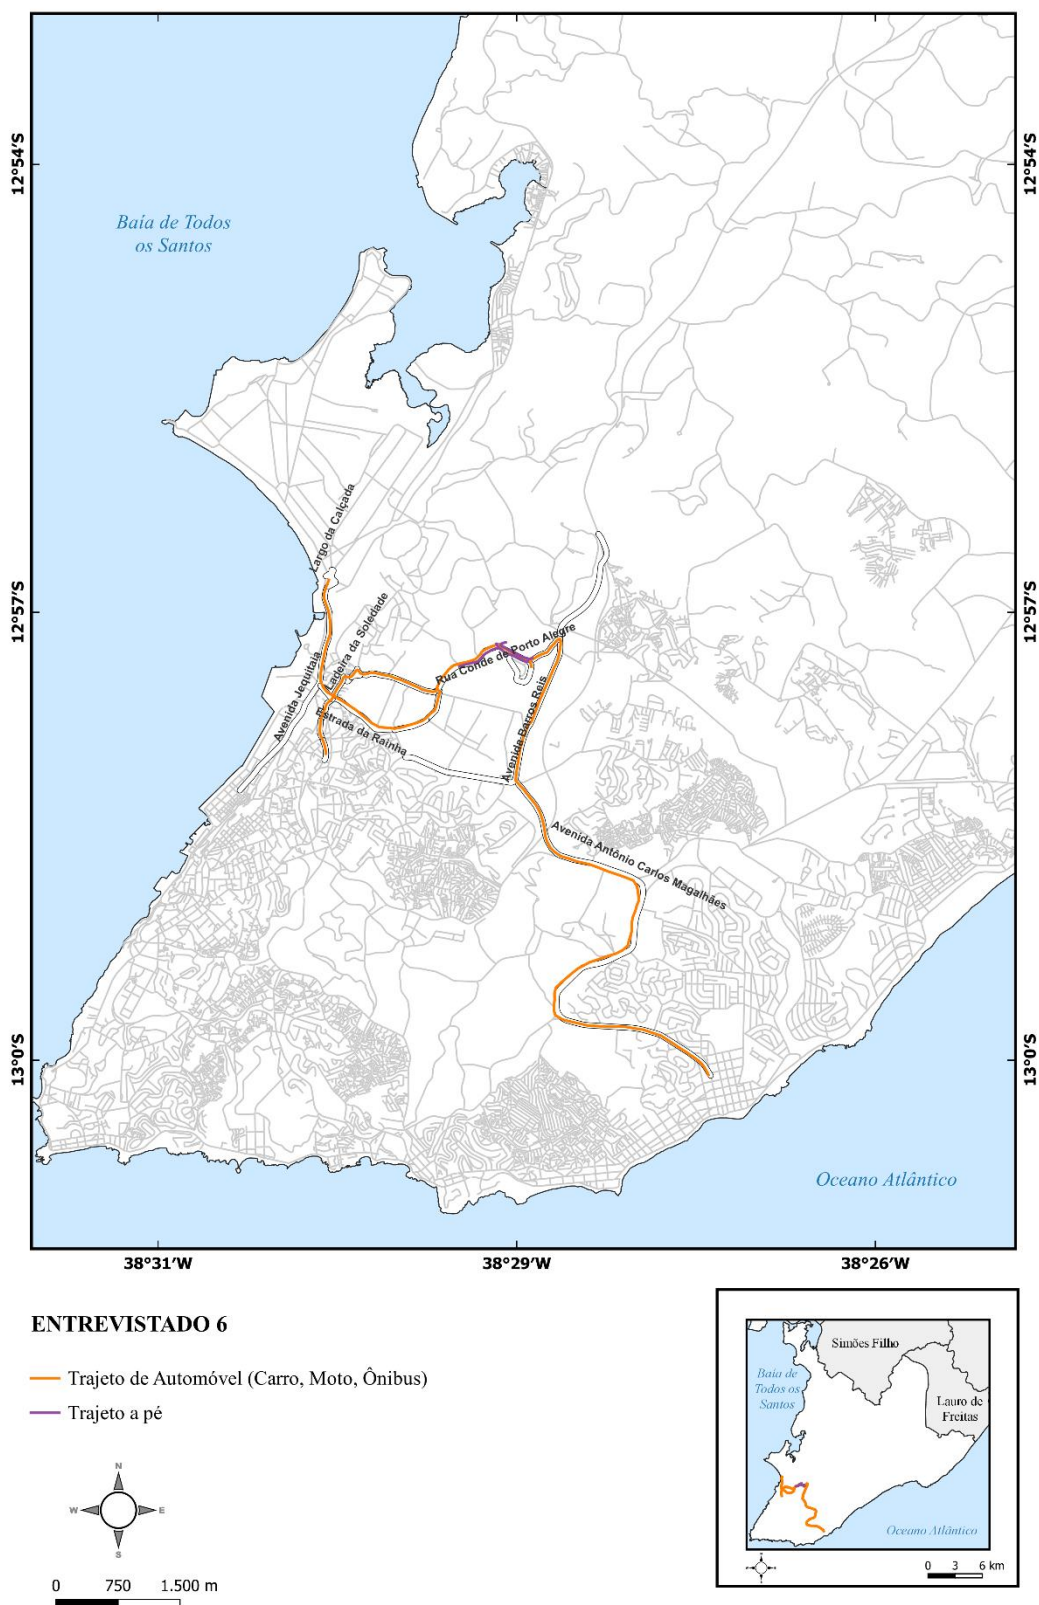 12°54'S
12°54'S
Baía de Todos
os Santos
Largo da Calçada
12°57'S
12°57'S
Ladeira da Soledade
Rua Conde de Porto Alegre
Avenida Jequitaia
Estrada da Rainha
Avenida Barros Reis
Avenida Antônio Carlos Magalhães
13°0'S
13°0'S
Oceano Atlântico
38°31'W
38°29'W
38°26'W
ENTREVISTADO 6
Trajeto de Automóvel (Carro, Moto, Ônibus)
Trajeto a pé
N
W
E
S
0 750 1.500 m
Simões Filho
Baía de
Todos os
Santos
Lauro de
Freitas
Oceano Atlântico
0 3 6 km